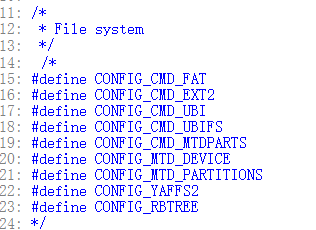 11: /*
12:  * File system
13:  */
14:  /*
15: #define CONFIG_CMD_FAT
16: #define CONFIG_CMD_EXT2
17: #define CONFIG_CMD_UBI
18: #define CONFIG_CMD_UBIFS
19: #define CONFIG_CMD_MTDPARTS
20: #define CONFIG_MTD_DEVICE
21: #define CONFIG_MTD_PARTITIONS
22: #define CONFIG_YAFFS2
23: #define CONFIG_RBTREE
24: */